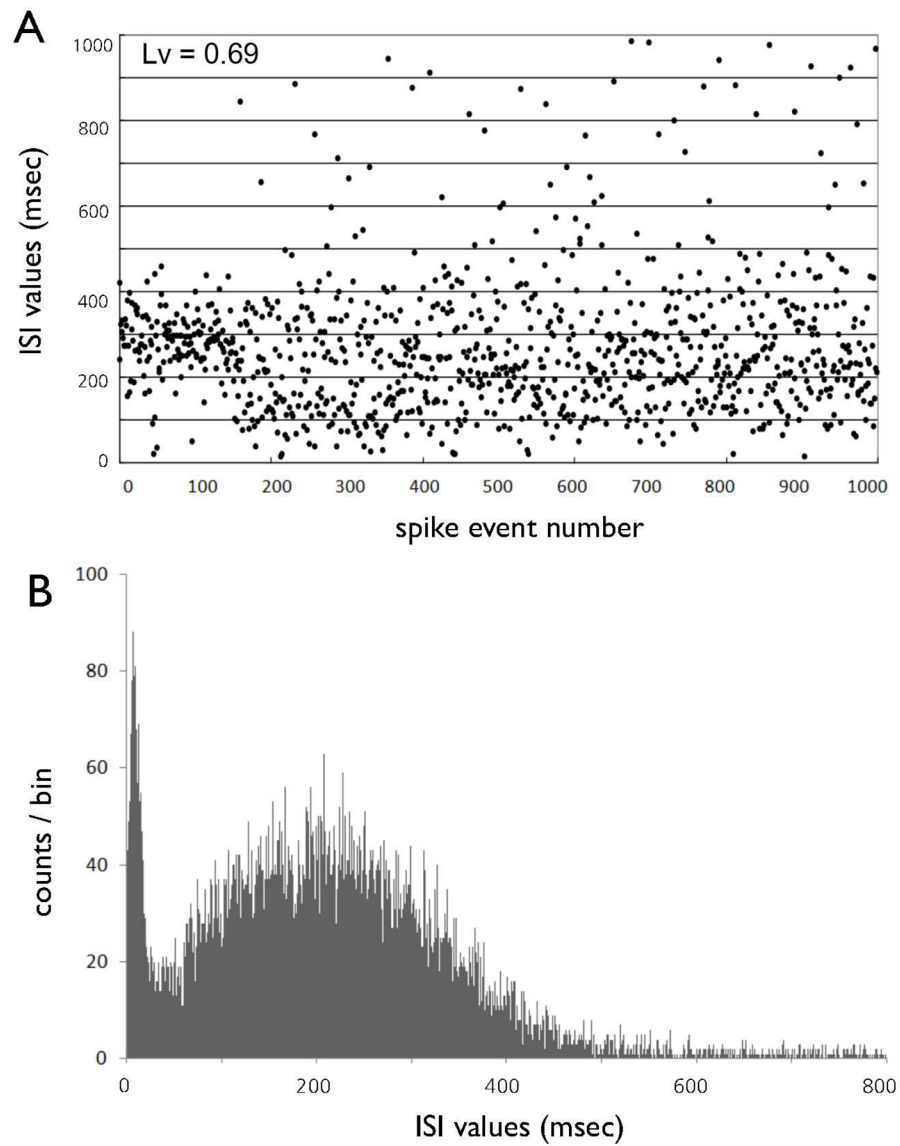 A
Lv = 0.69
1000
800
600
400
200
0
ISI values (msec)
0 100 200 300 400 500 600 700 800 900 1000
spike event number
B
100
80
60
40
20
0
counts / bin
0 200 400 600 800
ISI values (msec)